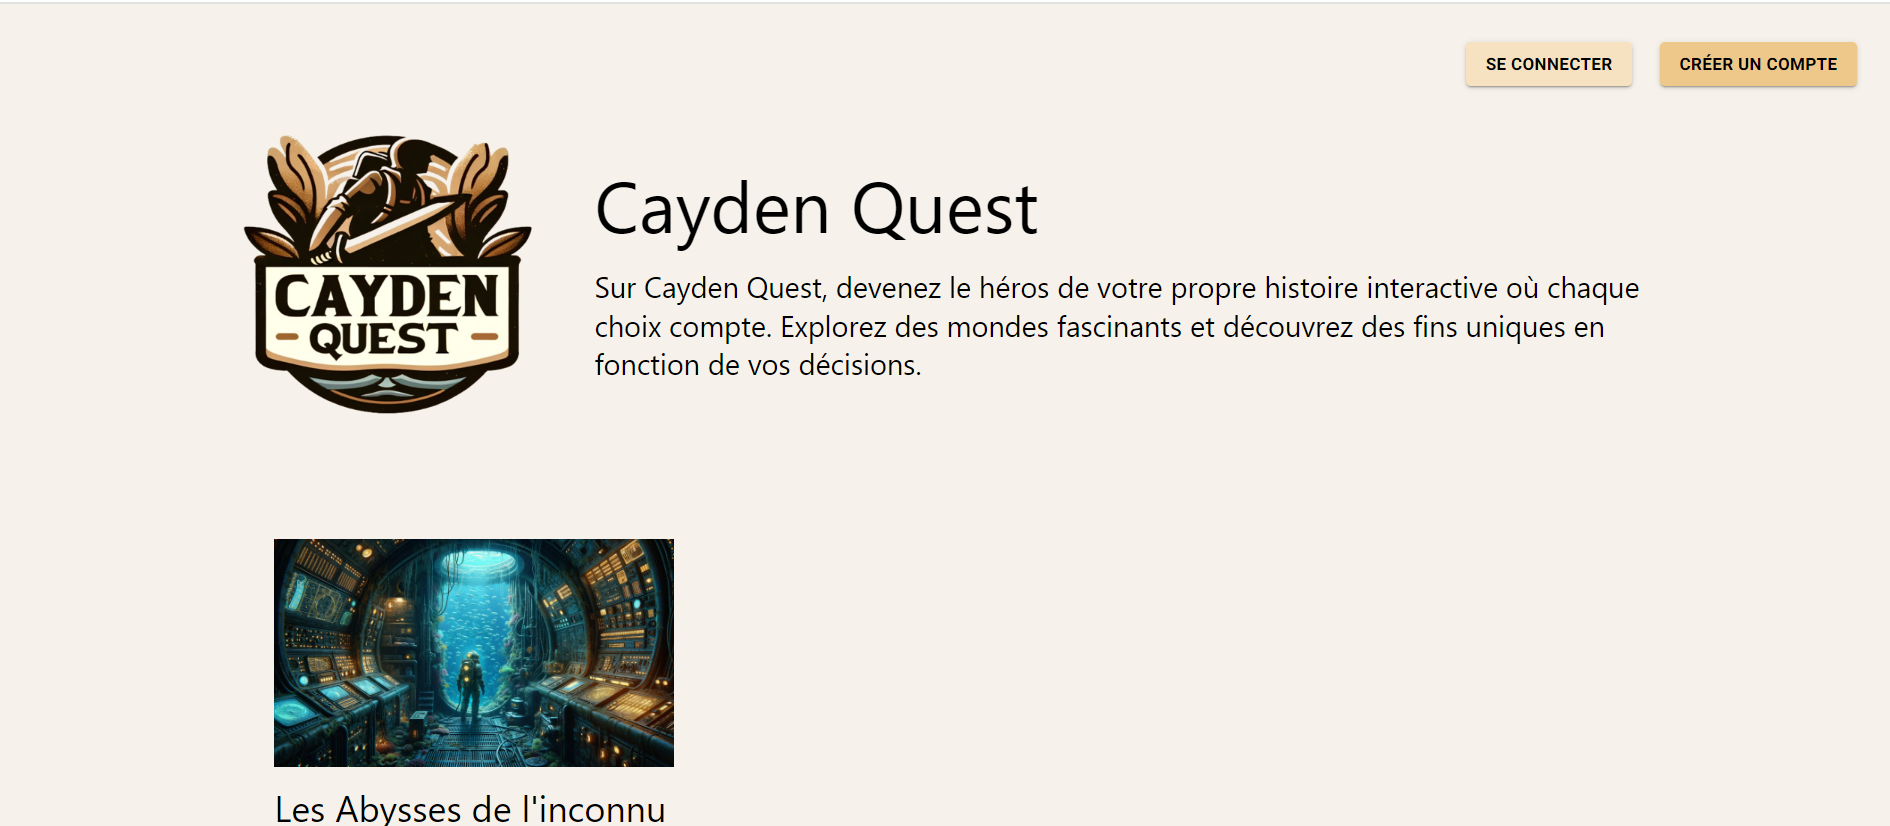 SE CONNECTER
CRÉER UN COMPTE
CAYDEN
QUEST
Cayden Quest
Sur Cayden Quest, devenez le héros de votre propre histoire interactive où chaque
choix compte. Explorez des mondes fascinants et découvrez des fins uniques en
fonction de vos décisions.
Les Abysses de l'inconnu